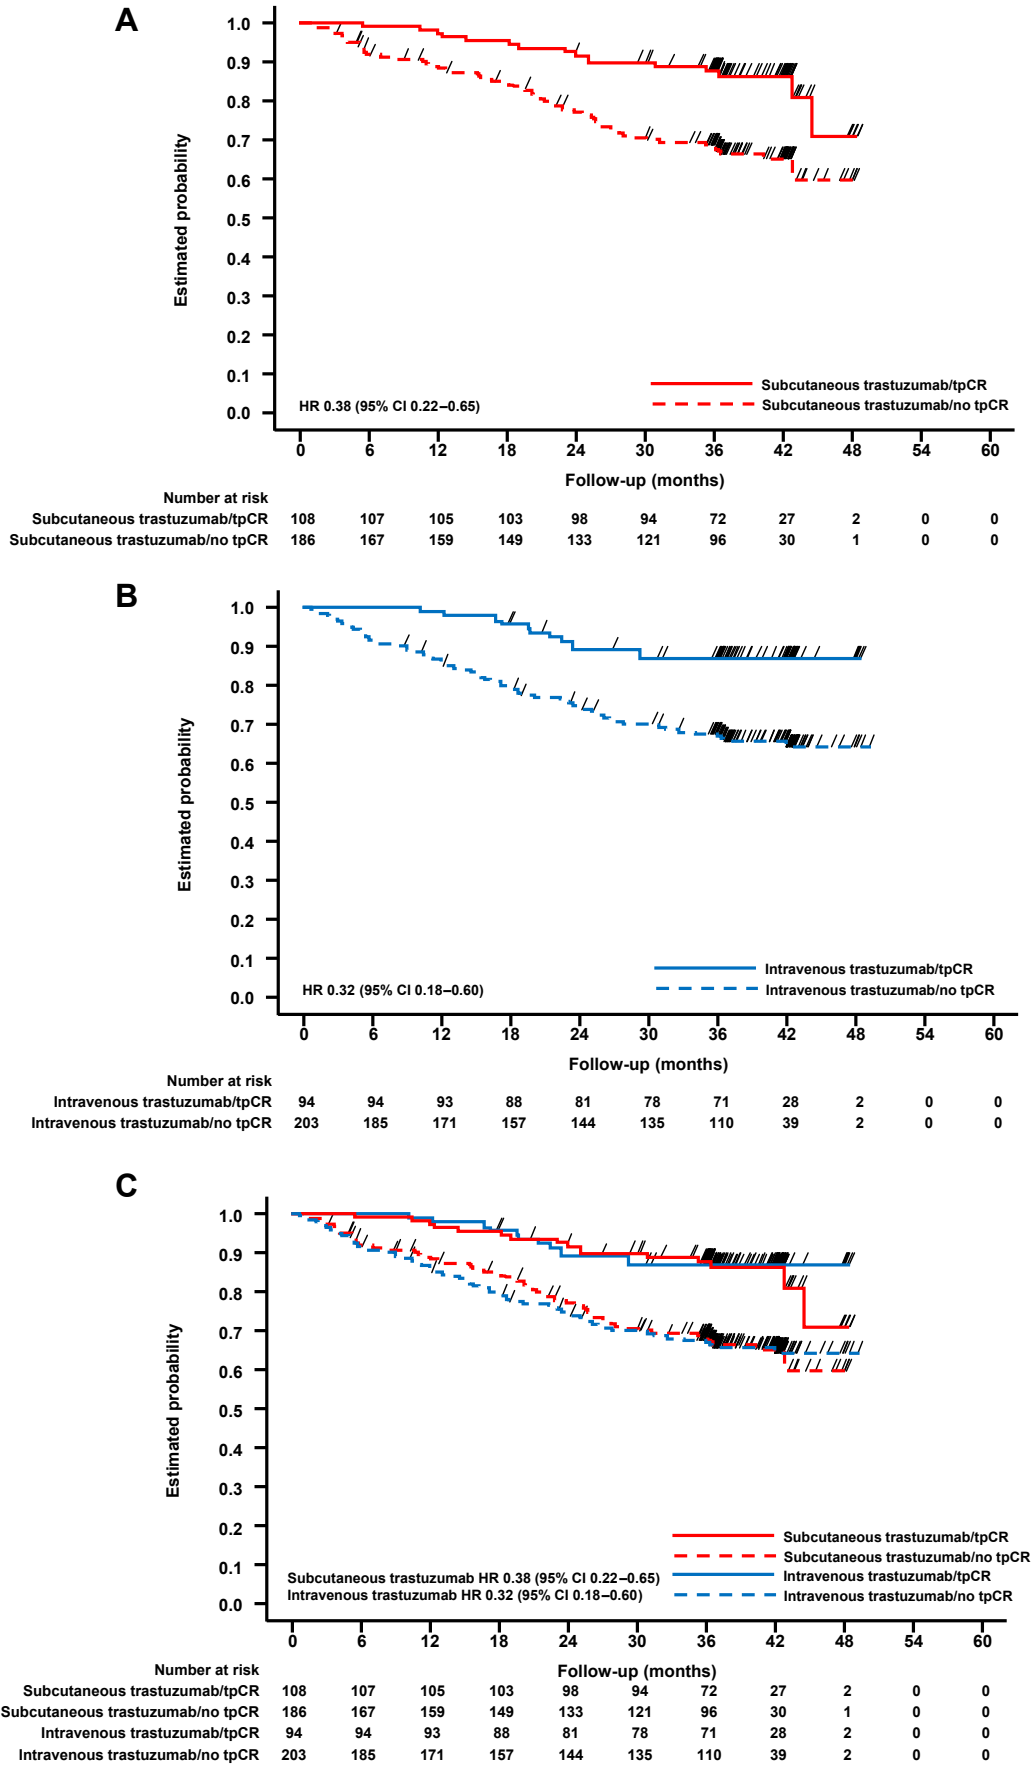 A
1.0
0.9
0.8
0.7
0.6
0.5
0.4
0.3
0.2
0.1
0.0
Estimated probability
HR 0.38 (95% CI 0.22–0.65)
Subcutaneous trastuzumab/tpCR
Subcutaneous trastuzumab/no tpCR
0 6 12 18 24 30 36 42 48 54 60
Follow-up (months)
Number at risk
Subcutaneous trastuzumab/tpCR 108 107 105 103 98 94 72 27 2 0 0
Subcutaneous trastuzumab/no tpCR 186 167 159 149 133 121 96 30 1 0 0
B
1.0
0.9
0.8
0.7
0.6
0.5
0.4
0.3
0.2
0.1
0.0
Estimated probability
HR 0.32 (95% CI 0.18–0.60)
Intravenous trastuzumab/tpCR
Intravenous trastuzumab/no tpCR
0 6 12 18 24 30 36 42 48 54 60
Follow-up (months)
Number at risk
Intravenous trastuzumab/tpCR 94 94 93 88 81 78 71 28 2 0 0
Intravenous trastuzumab/no tpCR 203 185 171 157 144 135 110 39 2 0 0
C
1.0
0.9
0.8
0.7
0.6
0.5
0.4
0.3
0.2
0.1
0.0
Estimated probability
Subcutaneous trastuzumab HR 0.38 (95% CI 0.22–0.65)
Intravenous trastuzumab HR 0.32 (95% CI 0.18–0.60)
Subcutaneous trastuzumab/tpCR
Subcutaneous trastuzumab/no tpCR
Intravenous trastuzumab/tpCR
Intravenous trastuzumab/no tpCR
0 6 12 18 24 30 36 42 48 54 60
Follow-up (months)
Number at risk
Subcutaneous trastuzumab/tpCR 108 107 105 103 98 94 72 27 2 0 0
Subcutaneous trastuzumab/no tpCR 186 167 159 149 133 121 96 30 1 0 0
Intravenous trastuzumab/tpCR 94 94 93 88 81 78 71 28 2 0 0
Intravenous trastuzumab/no tpCR 203 185 171 157 144 135 110 39 2 0 0